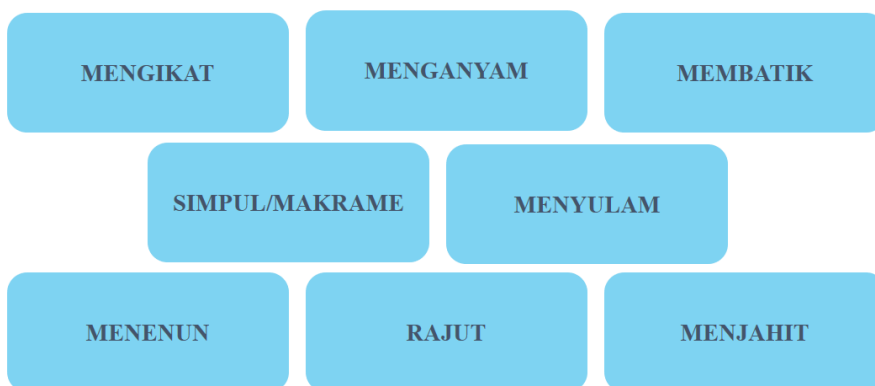 MENGIKAT
MENGANYAM
MEMBATIK
SIMPUL/MAKRAME
MENYULAM
MENENUN
RAJUT
MENJAHIT